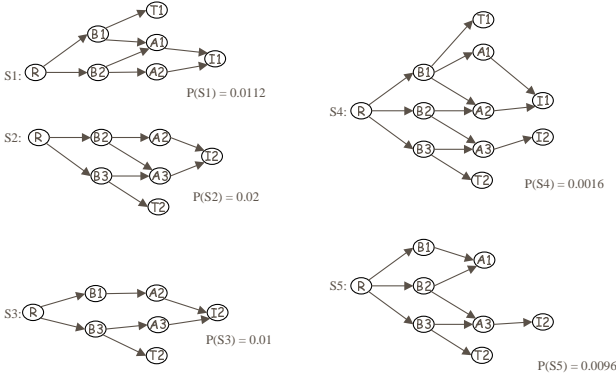 S1: R B1 T1 A1 B2 A2 I1
P(S1) = 0.0112
S2: R B2 A2 B3 A3 I2 T2
P(S2) = 0.02
S3: R B1 A2 B3 A3 I2 T2
P(S3) = 0.01
S4: R T1 B1 A1 B2 A2 I1 B3 A3 I2 T2
P(S4) = 0.0016
S5: R B1 A1 B2 B3 A3 I2 T2
P(S5) = 0.0096